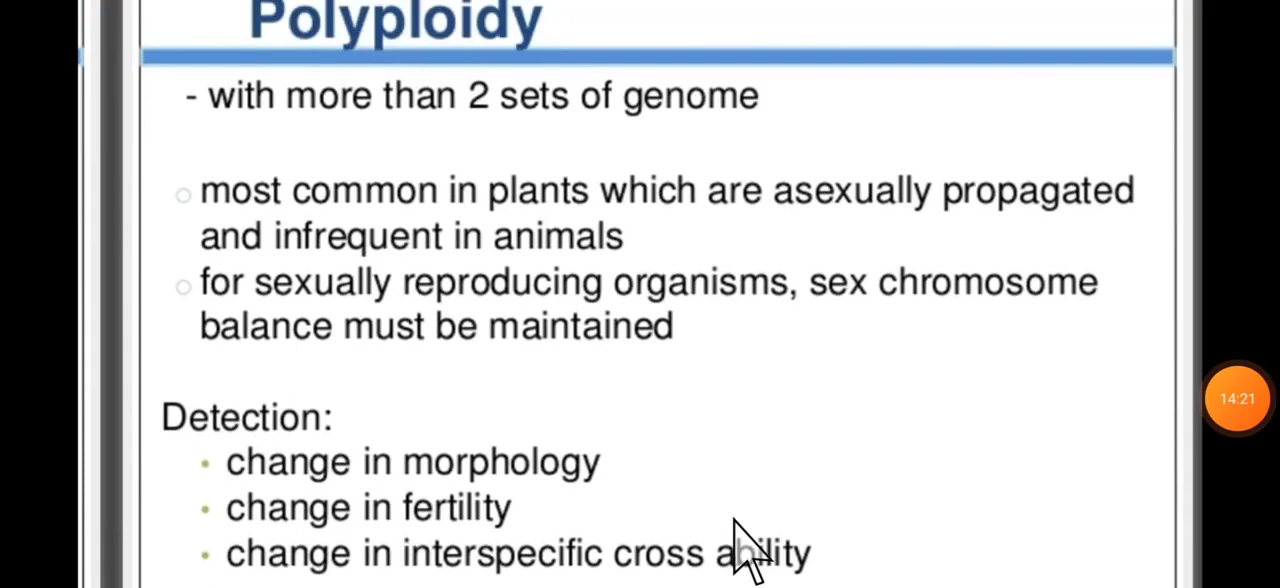 Polyploidy
- with more than 2 sets of genome
most common in plants which are asexually propagated
and infrequent in animals
for sexually reproducing organisms, sex chromosome
balance must be maintained
Detection:
• change in morphology
• change in fertility
• change in interspecific cross ability
14:21